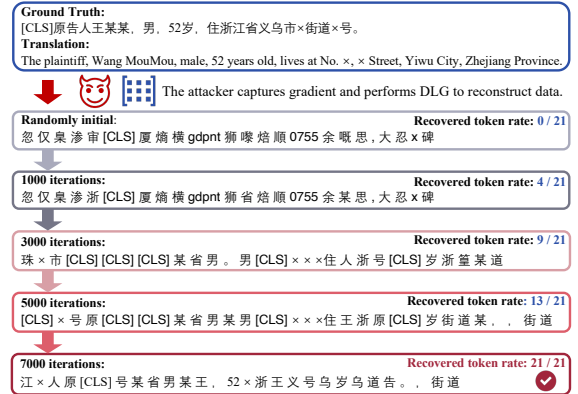 Ground Truth:
[CLS]原告人王某某，男，52岁，住浙江省义乌市×街道×号。
Translation:
The plaintiff, Wang MouMou, male, 52 years old, lives at No. ×, × Street, Yiwu City, Zhejiang Province.
The attacker captures gradient and performs DLG to reconstruct data.
Randomly initial: Recovered token rate: 0 / 21
忽 仅 臬 渗 审 [CLS] 厦 熵 横 gdpnt 狮 嚓 焙 顺 0755 余 嘅 思 , 大 忍 x 碑
1000 iterations: Recovered token rate: 4 / 21
忽 仅 臬 渗 浙 [CLS] 厦 熵 横 gdpnt 狮 省 焙 顺 0755 余 某 思 , 大 忍 x 碑
3000 iterations: Recovered token rate: 9 / 21
珠 × 市 [CLS] [CLS] [CLS] 某 省 男 。 男 [CLS] × × ×住 人 浙 号 [CLS] 岁 浙 篁 某 道
5000 iterations: Recovered token rate: 13 / 21
[CLS] × 号 原 [CLS] [CLS] 某 省 男 某 男 [CLS] × × ×住 王 浙 原 [CLS] 岁 街 道 某 ， ， 街 道
7000 iterations: Recovered token rate: 21 / 21
江 × 人 原 [CLS] 号 某 省 男 某 王 ， 52 × 浙 王 义 号 乌 岁 乌 道 告 。 ， 街 道